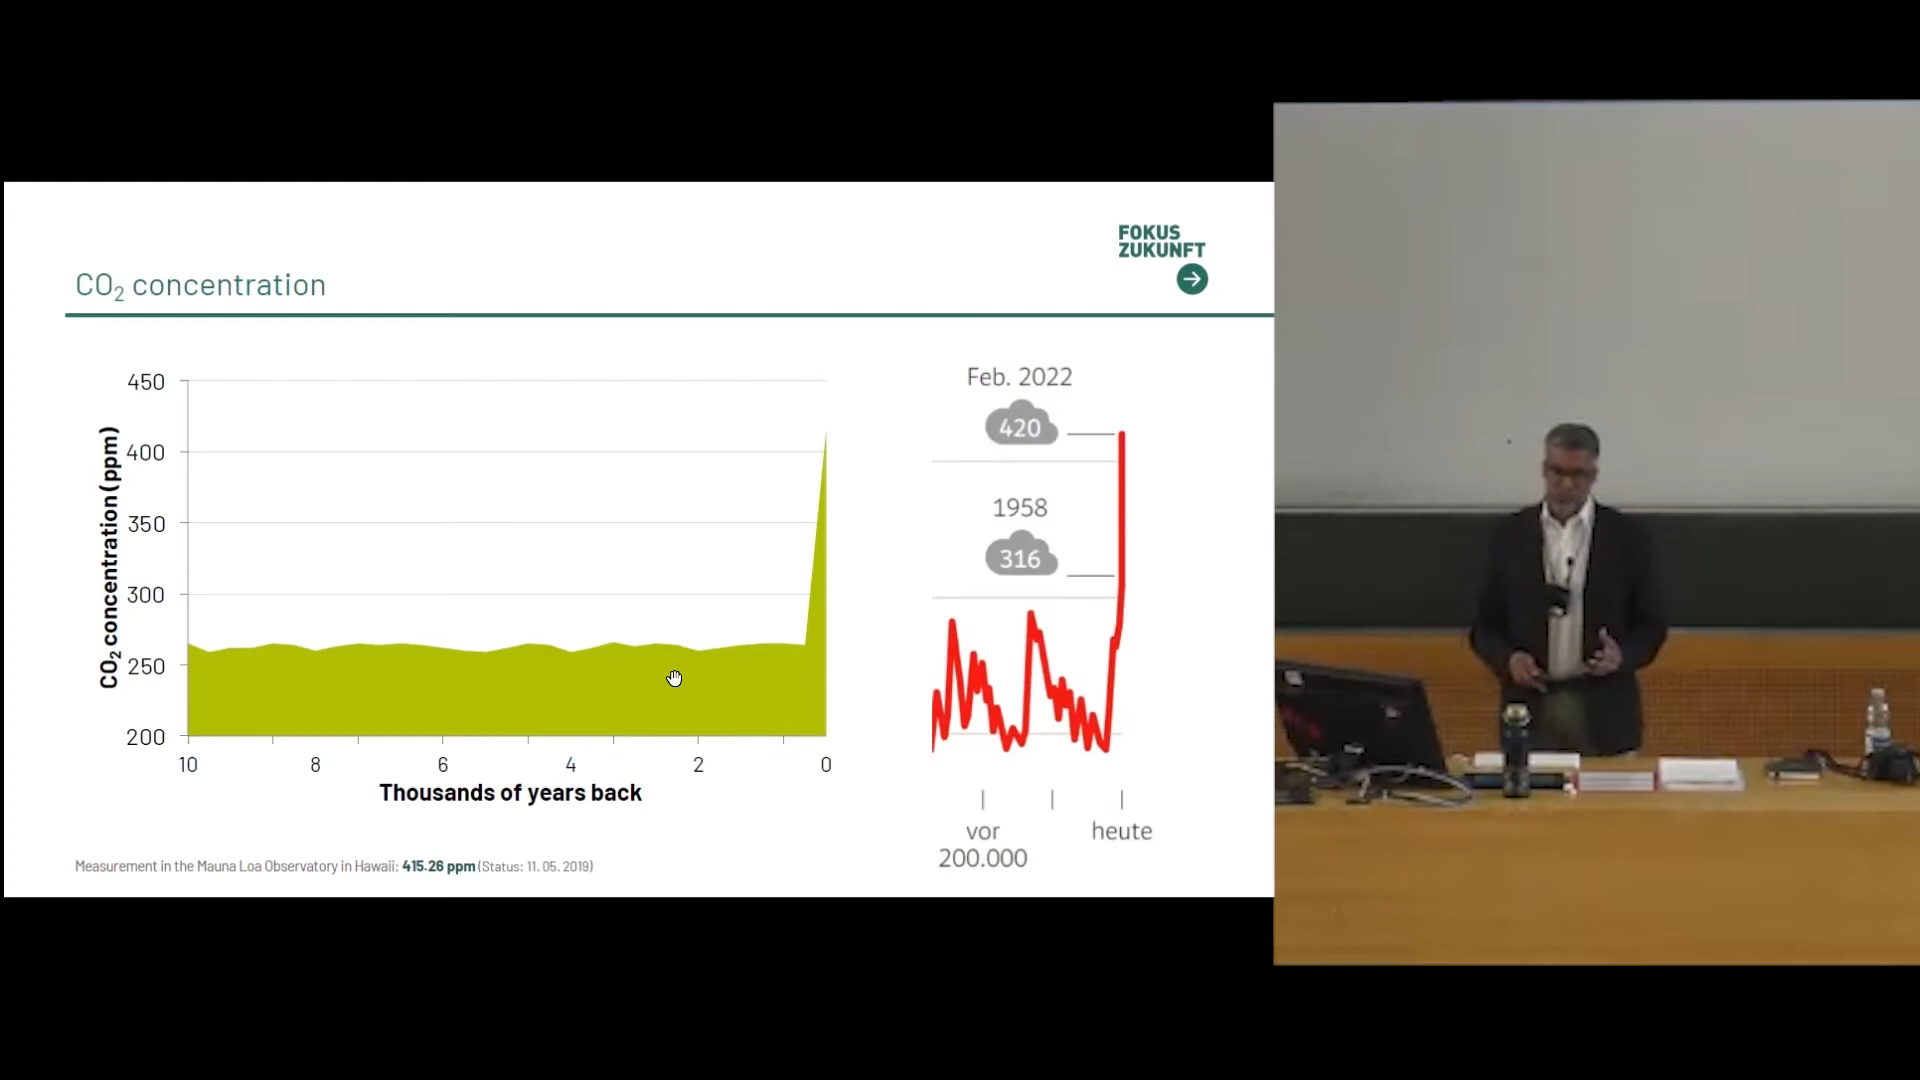 FOKUS
ZUKUNFT
CO₂ concentration
CO₂ concentration (ppm)
450
400
350
300
250
200
10 8 6 4 2 0
Thousands of years back
Measurement in the Mauna Loa Observatory in Hawaii: 415.26 ppm (Status: 11. 05. 2019)
Feb. 2022
420
1958
316
vor
200.000
heute